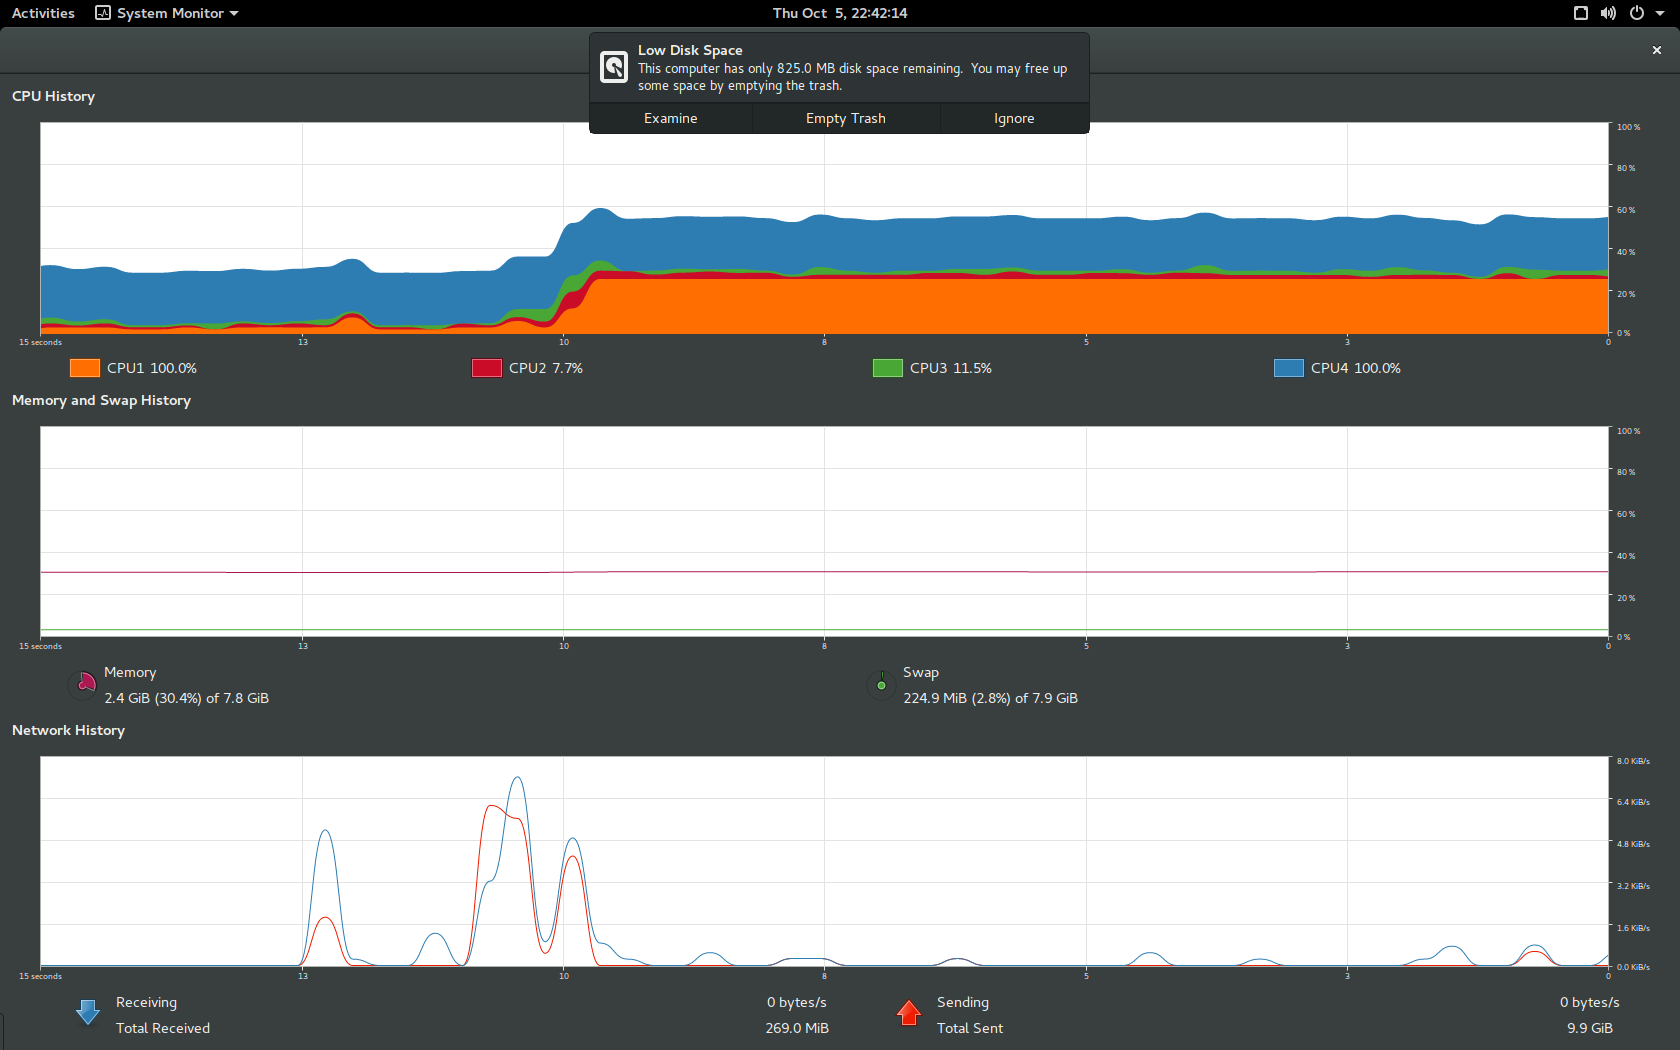 Activities System Monitor Thu Oct 5, 22:42:14
Low Disk Space
This computer has only 825.0 MB disk space remaining. You may free up
some space by emptying the trash.
Examine Empty Trash Ignore
CPU History
100 %
80 %
60 %
40 %
20 %
0 %
15 seconds 13 10 8 5 3 0
CPU1 100.0% CPU2 7.7% CPU3 11.5% CPU4 100.0%
Memory and Swap History
100 %
80 %
60 %
40 %
20 %
0 %
15 seconds 13 10 8 5 3 0
Memory
2.4 GiB (30.4%) of 7.8 GiB
Swap
224.9 MiB (2.8%) of 7.9 GiB
Network History
8.0 KiB/s
6.4 KiB/s
4.8 KiB/s
3.2 KiB/s
1.6 KiB/s
0.0 KiB/s
15 seconds 13 10 8 5 3 0
Receiving 0 bytes/s
Total Received 269.0 MiB
Sending 0 bytes/s
Total Sent 9.9 GiB